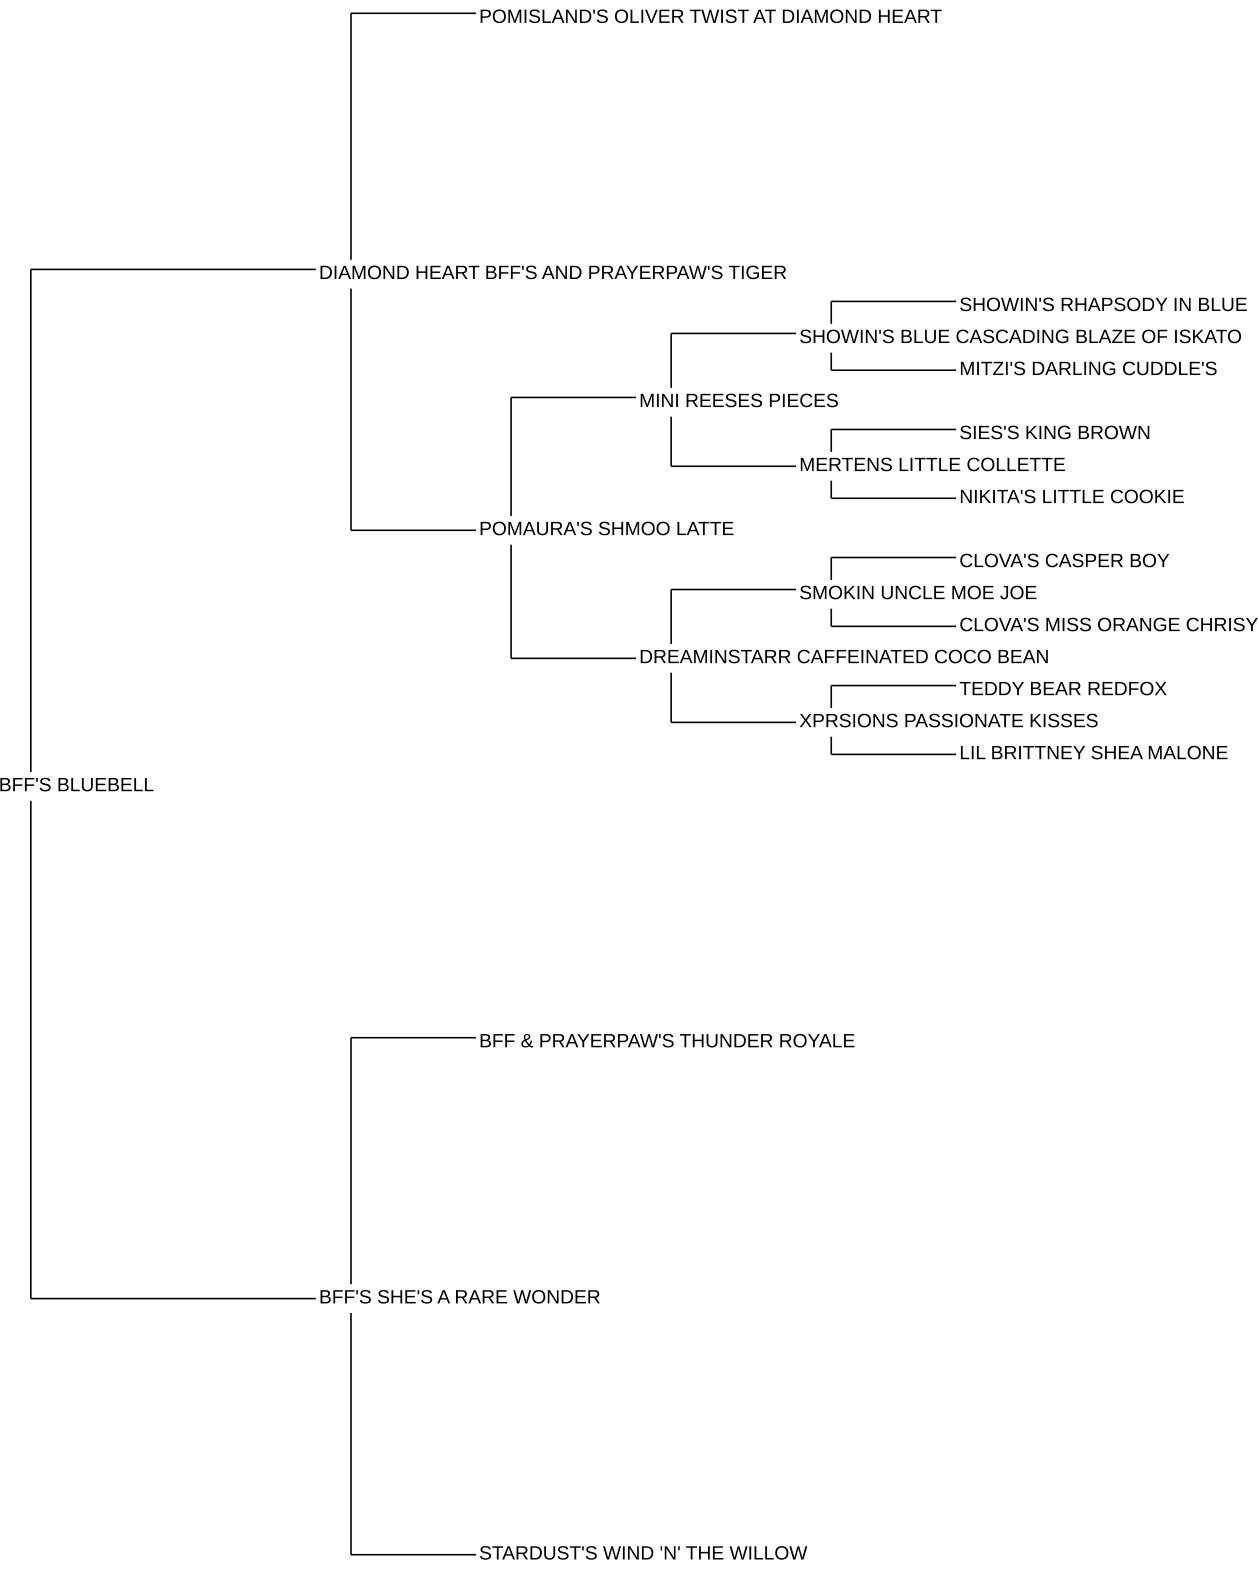 POMISLAND'S OLIVER TWIST AT DIAMOND HEART
DIAMOND HEART BFF'S AND PRAYERPAW'S TIGER
SHOWIN'S RHAPSODY IN BLUE
SHOWIN'S BLUE CASCADING BLAZE OF ISKATO
MITZI'S DARLING CUDDLE'S
MINI REESES PIECES
SIES'S KING BROWN
MERTENS LITTLE COLLETTE
NIKITA'S LITTLE COOKIE
POMAURA'S SHMOO LATTE
CLOVA'S CASPER BOY
SMOKIN UNCLE MOE JOE
CLOVA'S MISS ORANGE CHRISY
DREAMINSTARR CAFFEINATED COCO BEAN
TEDDY BEAR REDFOX
XPRSIONS PASSIONATE KISSES
LIL BRITTNEY SHEA MALONE
BFF'S BLUEBELL
BFF & PRAYERPAW'S THUNDER ROYALE
BFF'S SHE'S A RARE WONDER
STARDUST'S WIND 'N' THE WILLOW